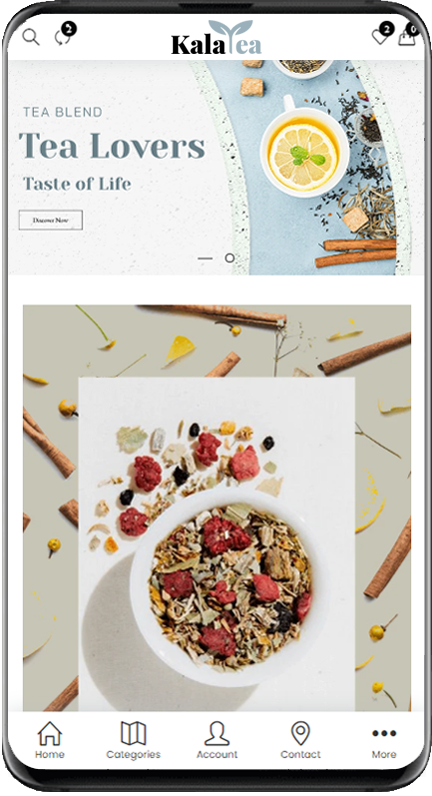 2
KalaTea
2
0
TEA BLEND
Tea Lovers
Taste of Life
Discover Now
Home
Categories
Account
Contact
More